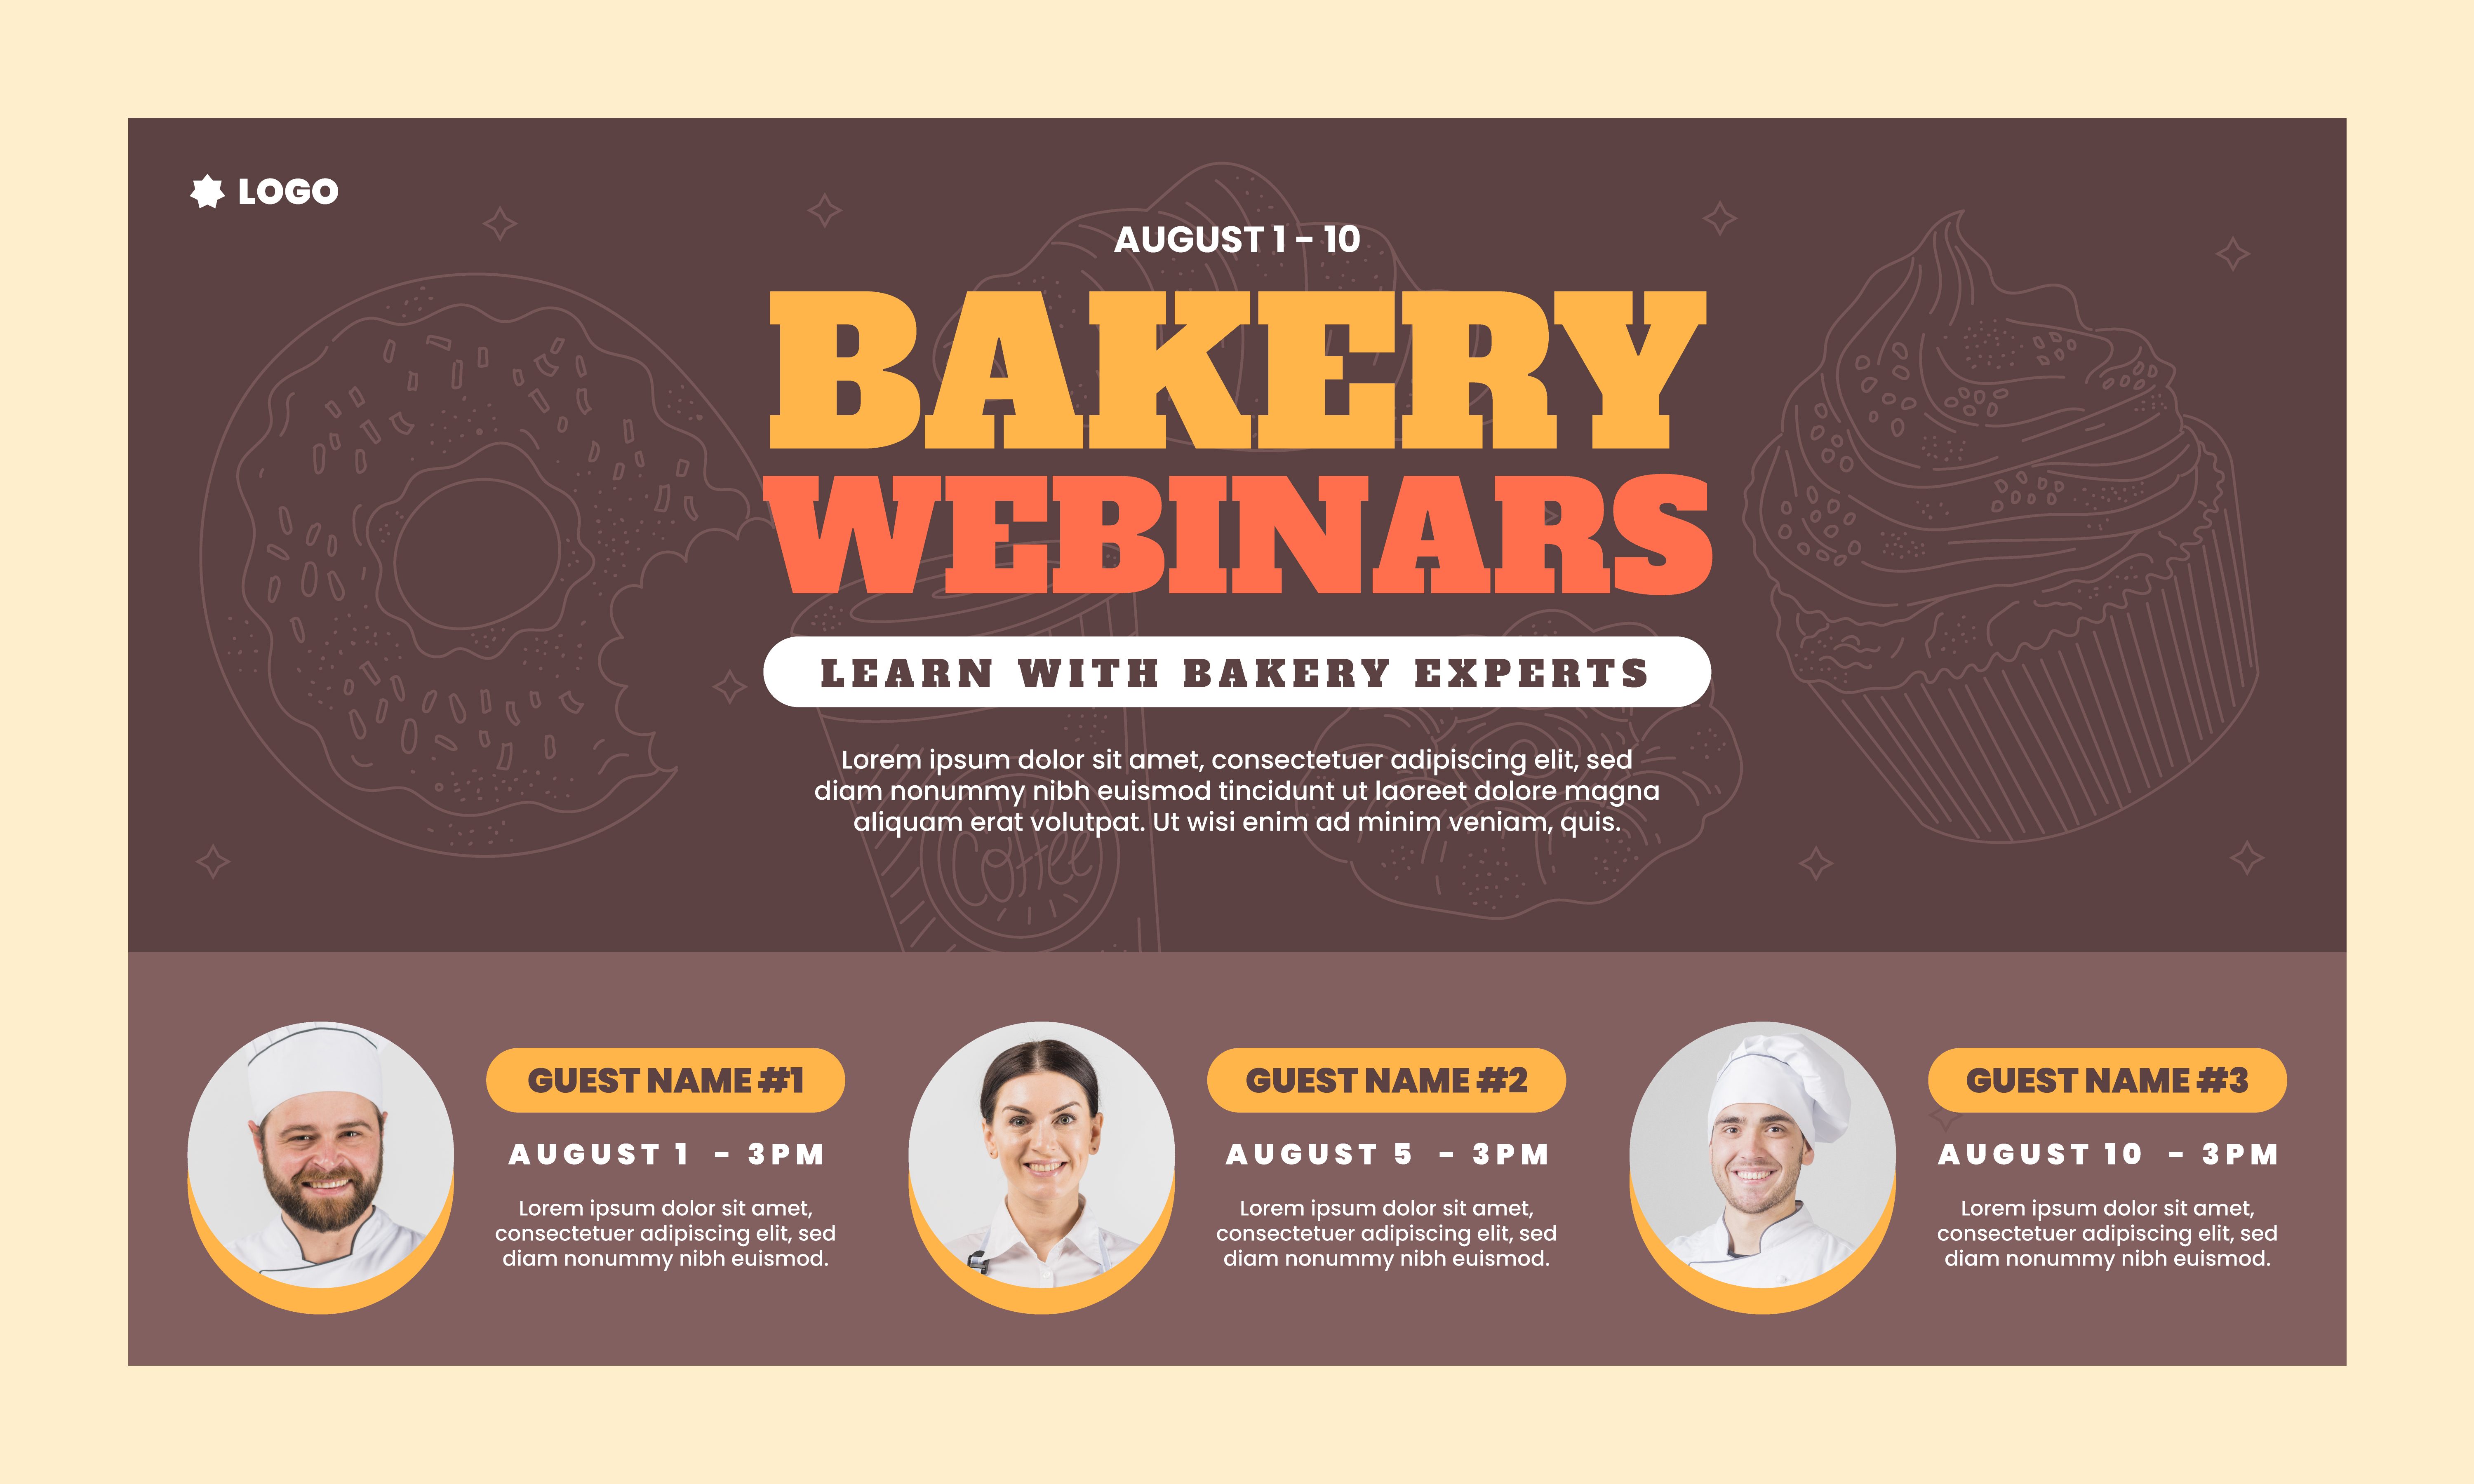 LOGO
AUGUST 1 – 10
BAKERY
WEBINARS
LEARN WITH BAKERY EXPERTS
Lorem ipsum dolor sit amet, consectetuer adipiscing elit, sed
diam nonummy nibh euismod tincidunt ut laoreet dolore magna
aliquam erat volutpat. Ut wisi enim ad minim veniam, quis.
Coffee
GUEST NAME #1
AUGUST 1 – 3PM
Lorem ipsum dolor sit amet,
consectetuer adipiscing elit, sed
diam nonummy nibh euismod.
GUEST NAME #2
AUGUST 5 – 3PM
Lorem ipsum dolor sit amet,
consectetuer adipiscing elit, sed
diam nonummy nibh euismod.
GUEST NAME #3
AUGUST 10 – 3PM
Lorem ipsum dolor sit amet,
consectetuer adipiscing elit, sed
diam nonummy nibh euismod.